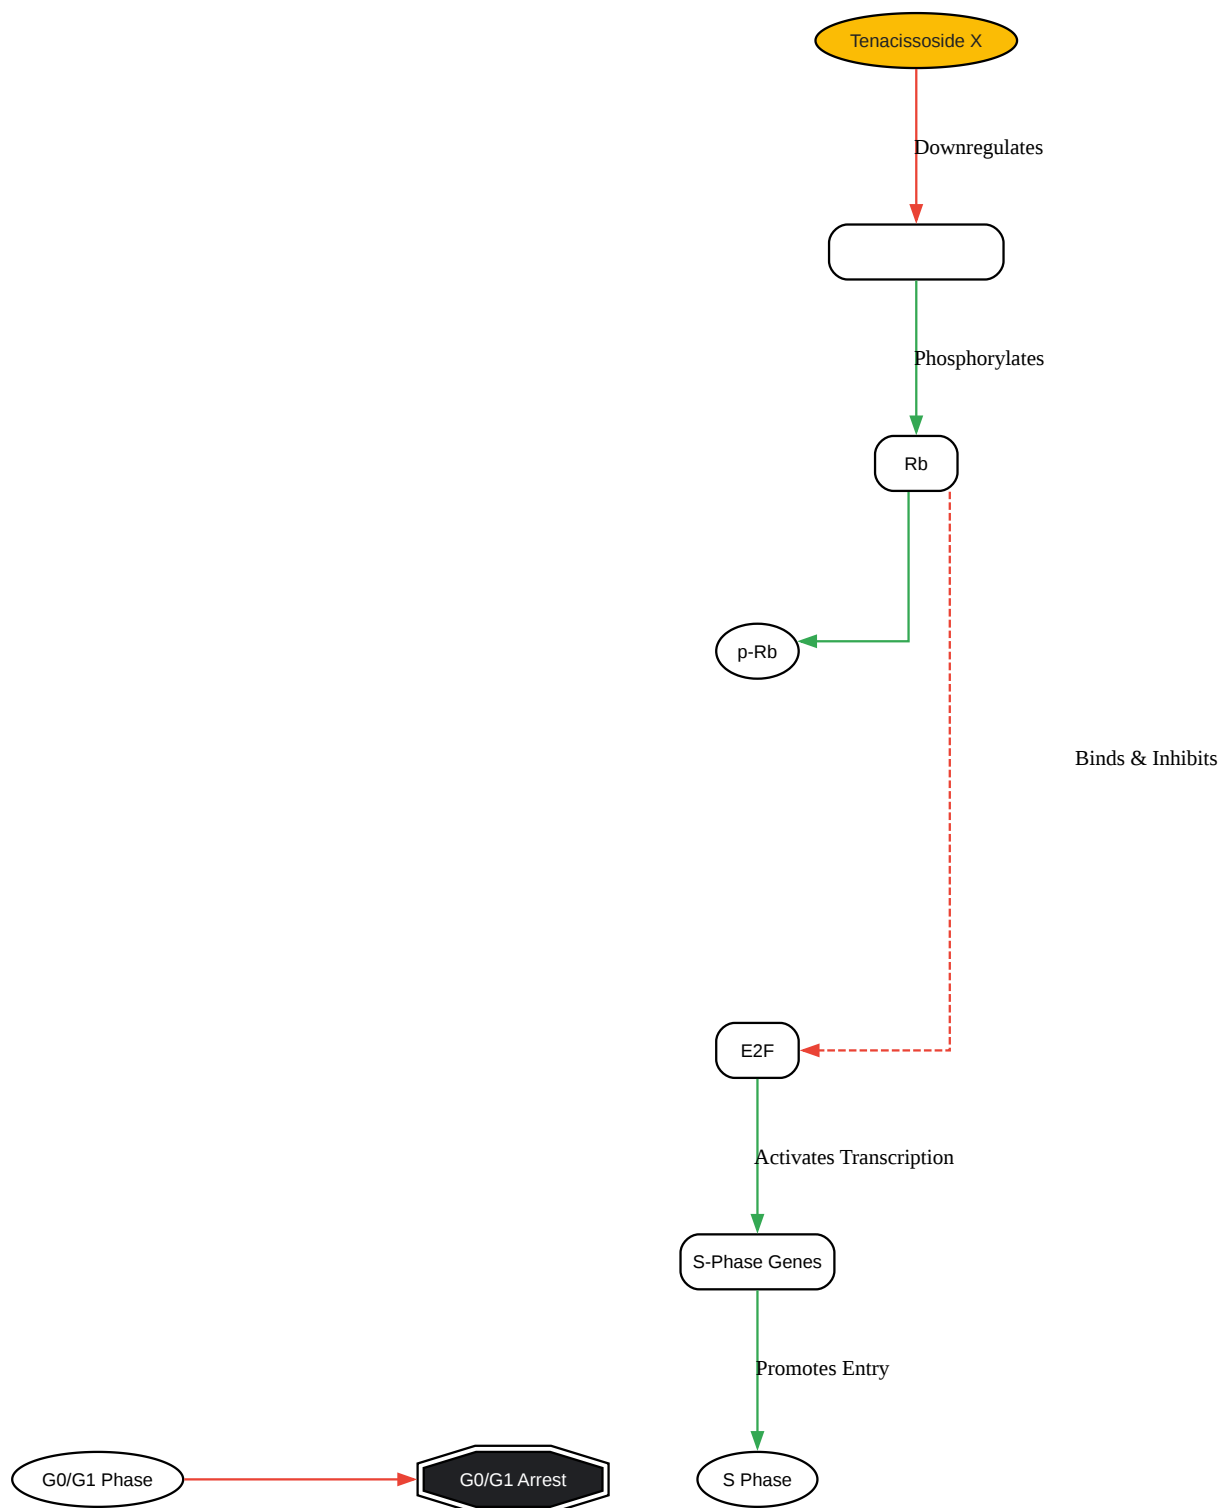 Tenacissoside X
Downregulates
Phosphorylates
Rb
p-Rb
Binds & Inhibits
E2F
Activates Transcription
S-Phase Genes
Promotes Entry
G0/G1 Phase
G0/G1 Arrest
S Phase